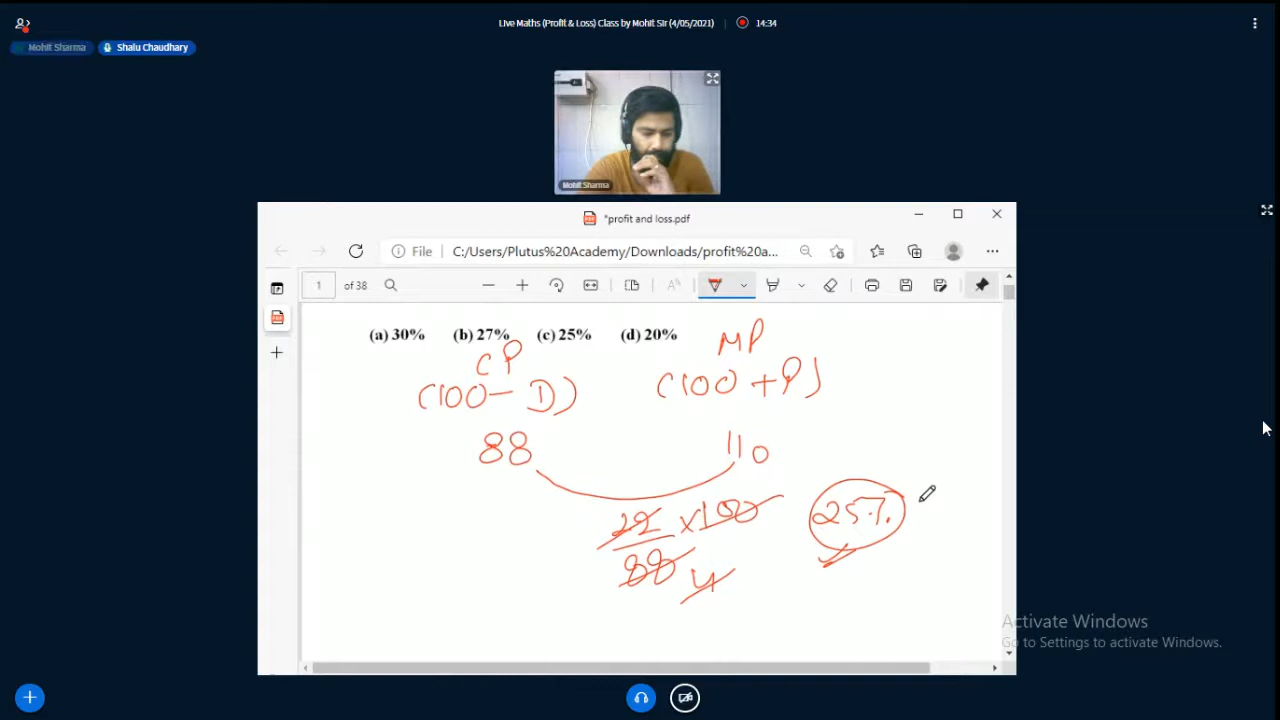 Live Maths (Profit & Loss) Class by Mohit Sir (4/05/2021) 14:34
Mohit Sharma Shalu Chaudhary
Mohit Sharma
*profit and loss.pdf
File C:/Users/Plutus%20Academy/Downloads/profit%20a...
1 of 38
(a) 30% (b) 27% (c) 25% (d) 20%
CP MP
(100 - D) (100 + P)
88 110
22 × 100
88 4
25%
Activate Windows
Go to Settings to activate Windows.